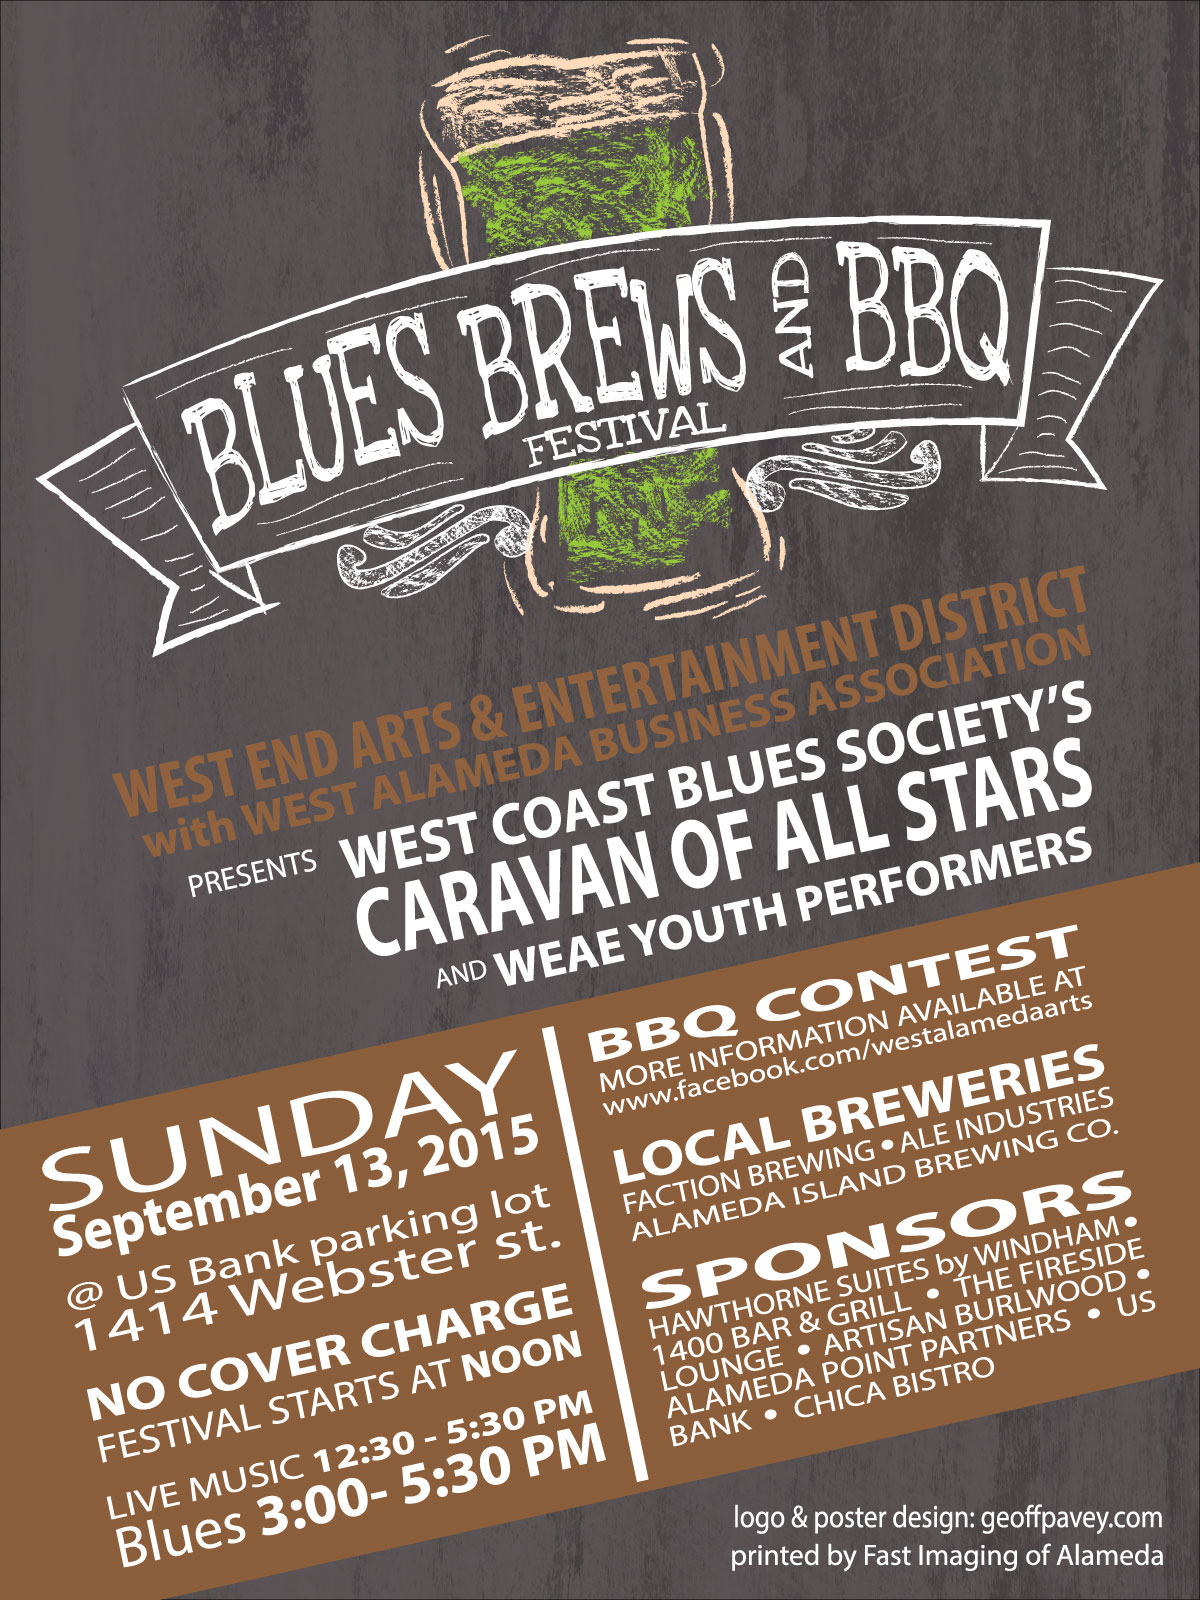 BLUES BREWS AND BBQ
FESTIVAL
WEST END ARTS & ENTERTAINMENT DISTRICT
with WEST ALAMEDA BUSINESS ASSOCIATION
PRESENTS WEST COAST BLUES SOCIETY'S
CARAVAN OF ALL STARS
AND WEAE YOUTH PERFORMERS
SUNDAY
September 13, 2015
@ US Bank parking lot
1414 Webster st.
NO COVER CHARGE
FESTIVAL STARTS AT NOON
LIVE MUSIC 12:30 - 5:30 PM
Blues 3:00- 5:30 PM
BBQ CONTEST
MORE INFORMATION AVAILABLE AT
www.facebook.com/westalamedaarts
LOCAL BREWERIES
FACTION BREWING • ALE INDUSTRIES
ALAMEDA ISLAND BREWING CO.
SPONSORS
HAWTHORNE SUITES by WINDHAM •
1400 BAR & GRILL • THE FIRESIDE
LOUNGE • ARTISAN BURLWOOD •
ALAMEDA POINT PARTNERS • US
BANK • CHICA BISTRO
logo & poster design: geoffpavey.com
printed by Fast Imaging of Alameda